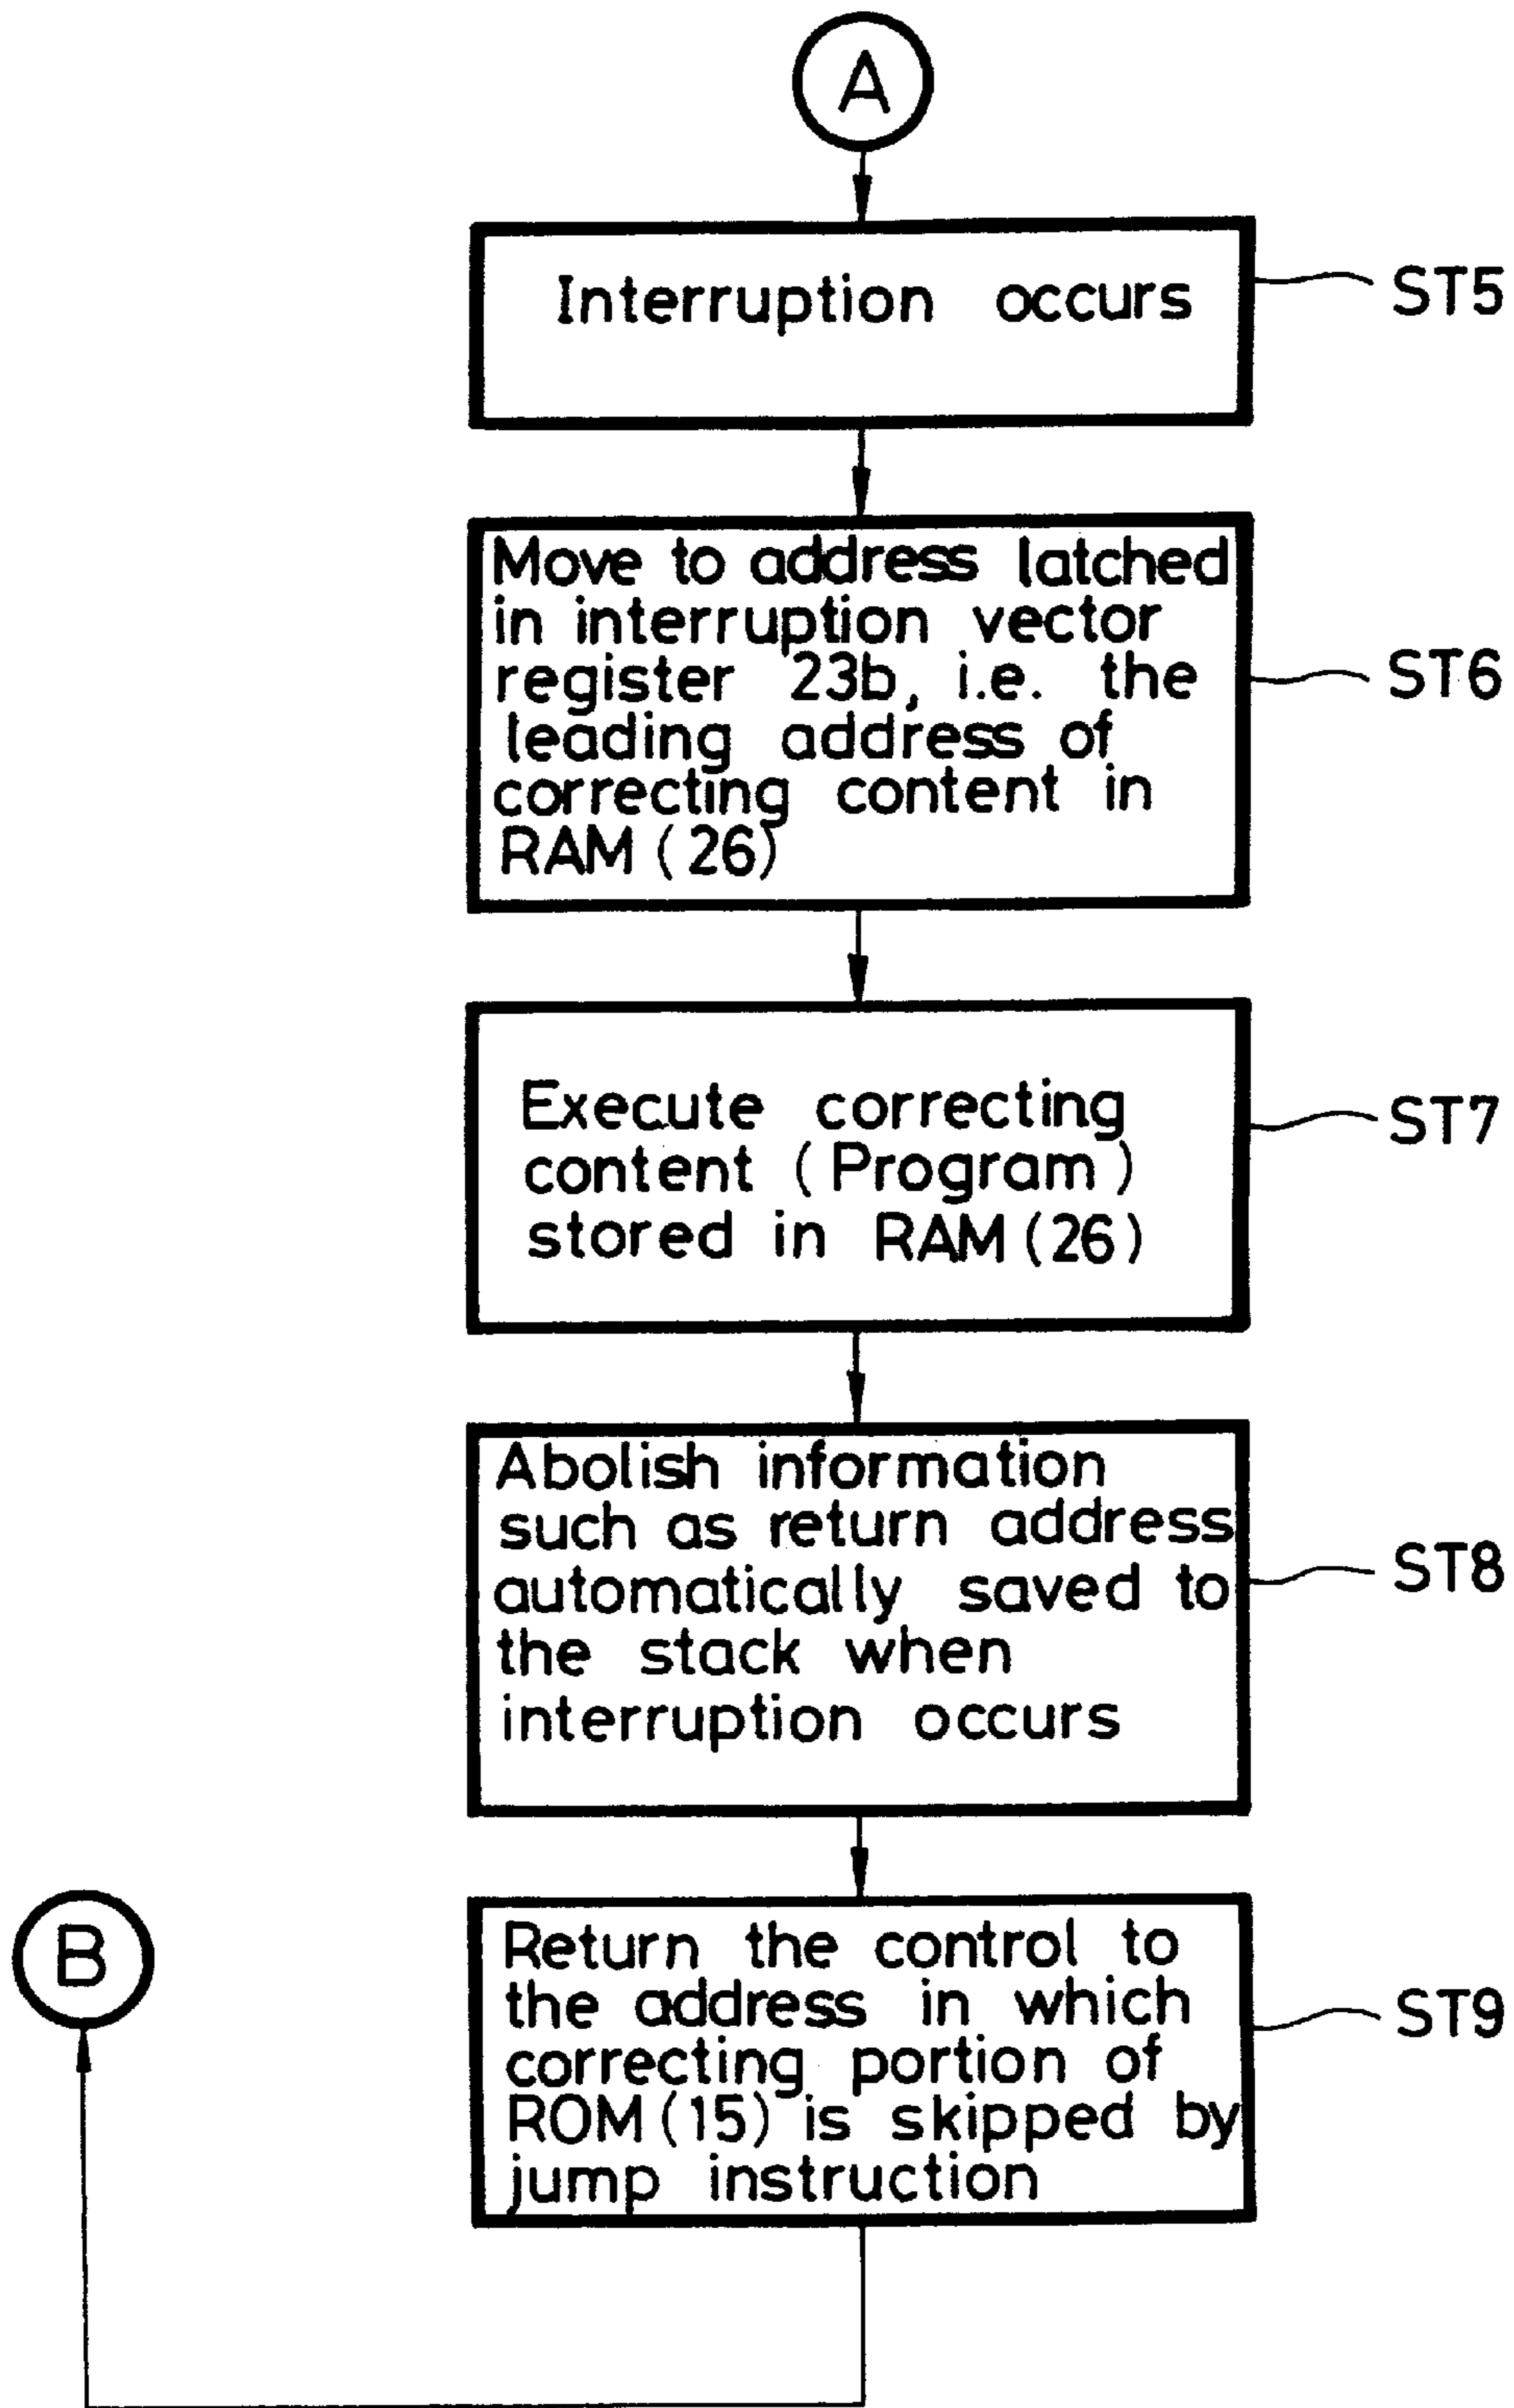 A
Interruption occurs
ST5
Move to address latched
in interruption vector
register 23b, i.e. the
leading address of
correcting content in
RAM (26)
ST6
Execute correcting
content (Program)
stored in RAM (26)
ST7
Abolish information
such as return address
automatically saved to
the stack when
interruption occurs
ST8
B
Return the control to
the address in which
correcting portion of
ROM (15) is skipped by
jump instruction
ST9